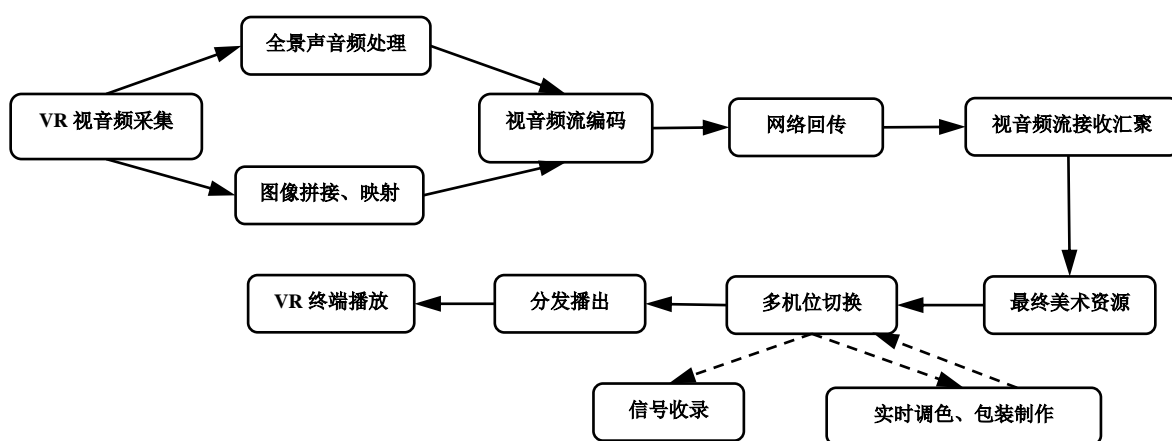 全景声音频处理
VR 视音频采集
视音频流编码
网络回传
视音频流接收汇聚
图像拼接、映射
VR 终端播放
分发播出
多机位切换
最终美术资源
信号收录
实时调色、包装制作